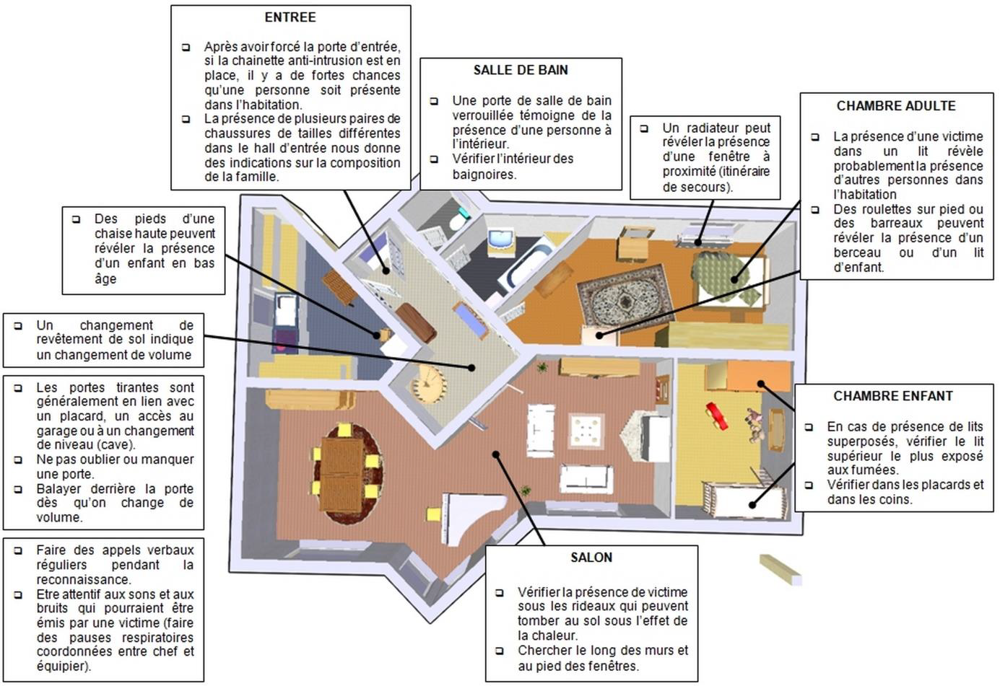 ENTREE
❑ Après avoir forcé la porte d'entrée,
si la chainette anti-intrusion est en
place, il y a de fortes chances
qu'une personne soit présente
dans l'habitation.
❑ La présence de plusieurs paires de
chaussures de tailles différentes
dans le hall d'entrée nous donne
des indications sur la composition
de la famille.
SALLE DE BAIN
❑ Une porte de salle de bain
verrouillée témoigne de la
présence d'une personne à
l'intérieur.
❑ Vérifier l'intérieur des
baignoires.
❑ Un radiateur peut
révéler la présence
d'une fenêtre à
proximité (itinéraire
de secours).
CHAMBRE ADULTE
❑ La présence d'une victime
dans un lit révèle
probablement la présence
d'autres personnes dans
l'habitation
❑ Des roulettes sur pied ou
des barreaux peuvent
révéler la présence d'un
berceau ou d'un lit
d'enfant.
❑ Des pieds d'une
chaise haute peuvent
révéler la présence
d'un enfant en bas
âge
❑ Un changement de
revêtement de sol indique
un changement de volume
❑ Les portes tirantes sont
généralement en lien avec
un placard, un accès au
garage ou à un changement
de niveau (cave).
❑ Ne pas oublier ou manquer
une porte.
❑ Balayer derrière la porte
dès qu'on change de
volume.
❑ Faire des appels verbaux
réguliers pendant la
reconnaissance.
❑ Etre attentif aux sons et aux
bruits qui pourraient être
émis par une victime (faire
des pauses respiratoires
coordonnées entre chef et
équipier).
CHAMBRE ENFANT
❑ En cas de présence de lits
superposés, vérifier le lit
supérieur le plus exposé
aux fumées.
❑ Vérifier dans les placards et
dans les coins.
SALON
❑ Vérifier la présence de victime
sous les rideaux qui peuvent
tomber au sol sous l'effet de
la chaleur.
❑ Chercher le long des murs et
au pied des fenêtres.